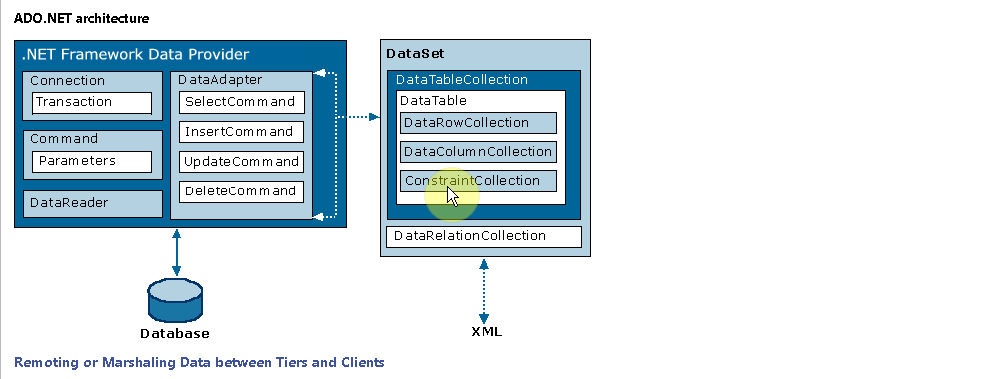 ADO.NET architecture
.NET Framework Data Provider
Connection
Transaction
Command
Parameters
DataReader
DataAdapter
SelectCommand
InsertCommand
UpdateCommand
DeleteCommand
Database
DataSet
DataTableCollection
DataTable
DataRowCollection
DataColumnCollection
ConstraintCollection
DataRelationCollection
XML
Remoting or Marshaling Data between Tiers and Clients